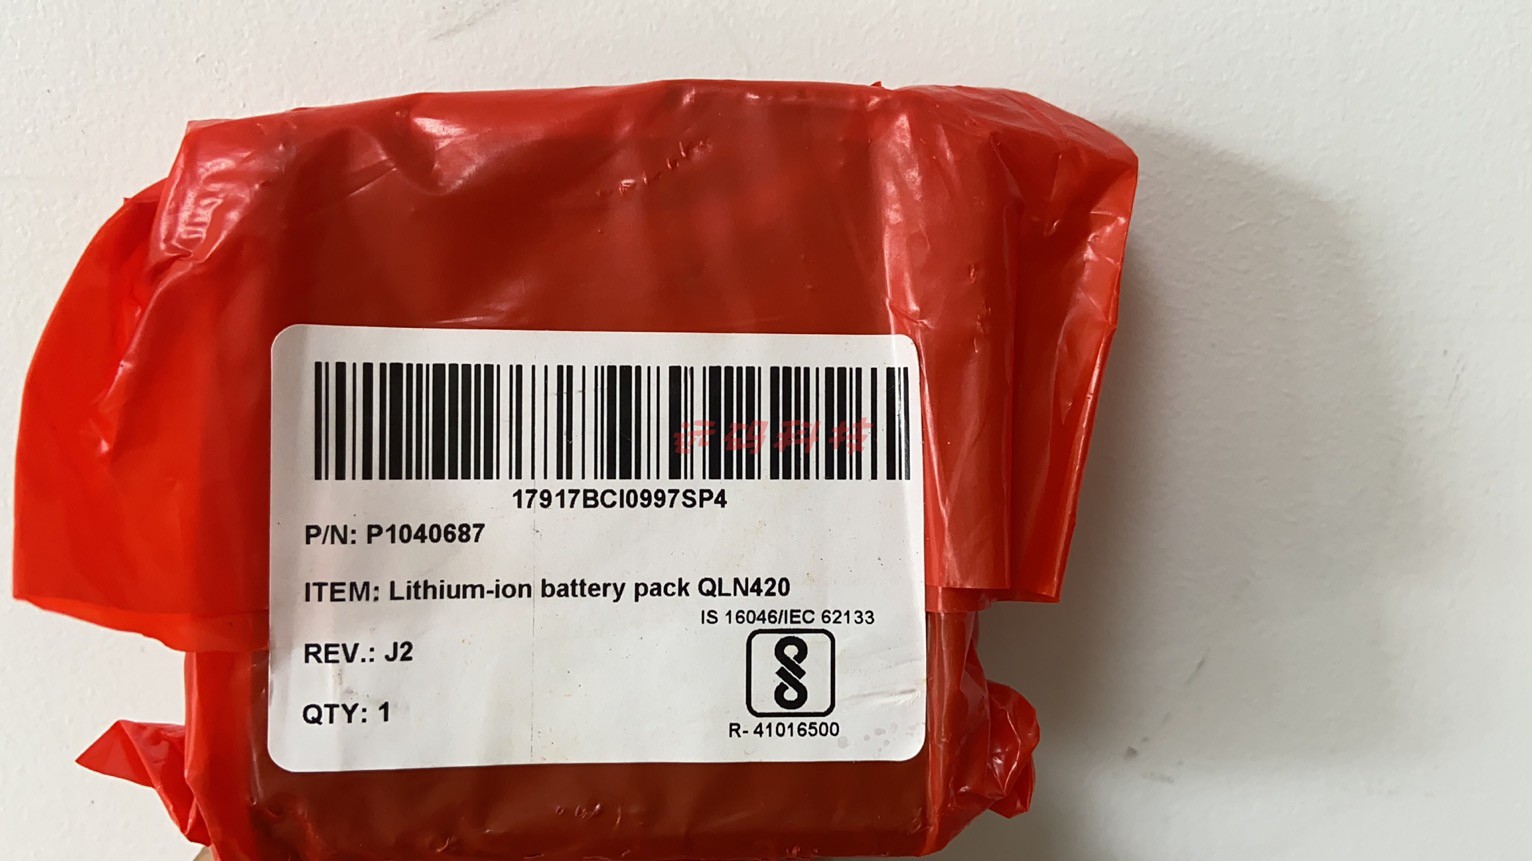 17917BCI0997SP4
P/N: P1040687
ITEM: Lithium-ion battery pack QLN420
IS 16046/IEC 62133
REV.: J2
QTY: 1
R- 41016500